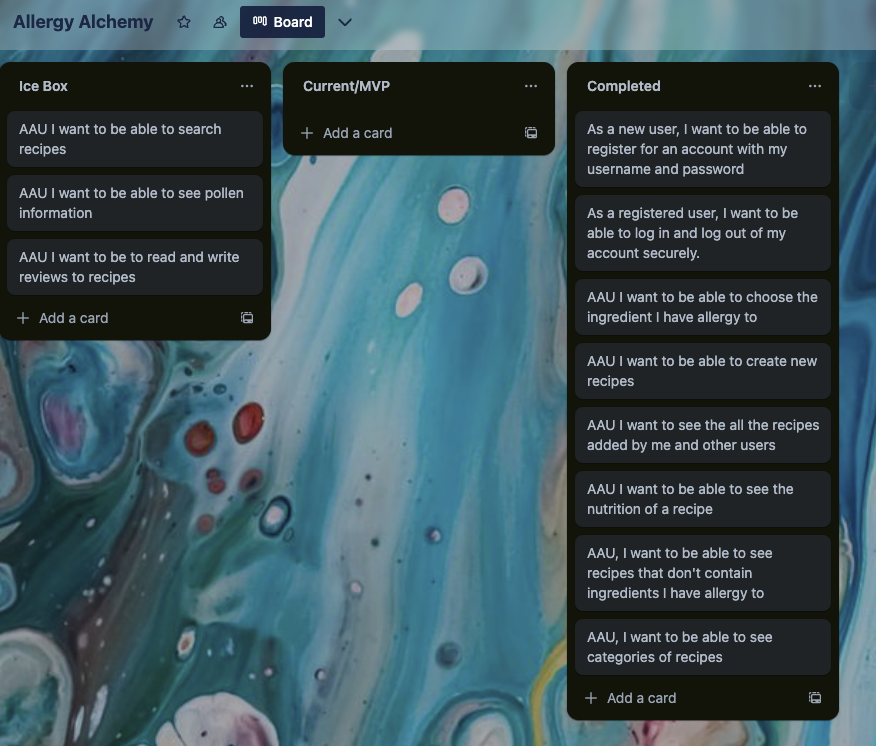 Allergy Alchemy
Board
Ice Box
AAU I want to be able to search
recipes
AAU I want to be able to see pollen
information
AAU I want to be to read and write
reviews to recipes
Add a card
Current/MVP
Add a card
Completed
As a new user, I want to be able to
register for an account with my
username and password
As a registered user, I want to be
able to log in and log out of my
account securely.
AAU I want to be able to choose the
ingredient I have allergy to
AAU I want to be able to create new
recipes
AAU I want to see the all the recipes
added by me and other users
AAU I want to be able to see the
nutrition of a recipe
AAU, I want to be able to see
recipes that don't contain
ingredients I have allergy to
AAU, I want to be able to see
categories of recipes
Add a card